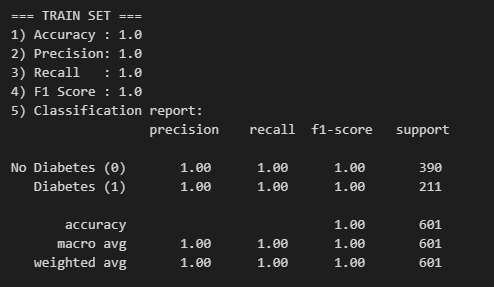 === TRAIN SET ===
1) Accuracy : 1.0
2) Precision: 1.0
3) Recall   : 1.0
4) F1 Score : 1.0
5) Classification report:
                  precision    recall  f1-score   support

No Diabetes (0)       1.00      1.00      1.00       390
   Diabetes (1)       1.00      1.00      1.00       211

       accuracy                           1.00       601
      macro avg       1.00      1.00      1.00       601
   weighted avg       1.00      1.00      1.00       601